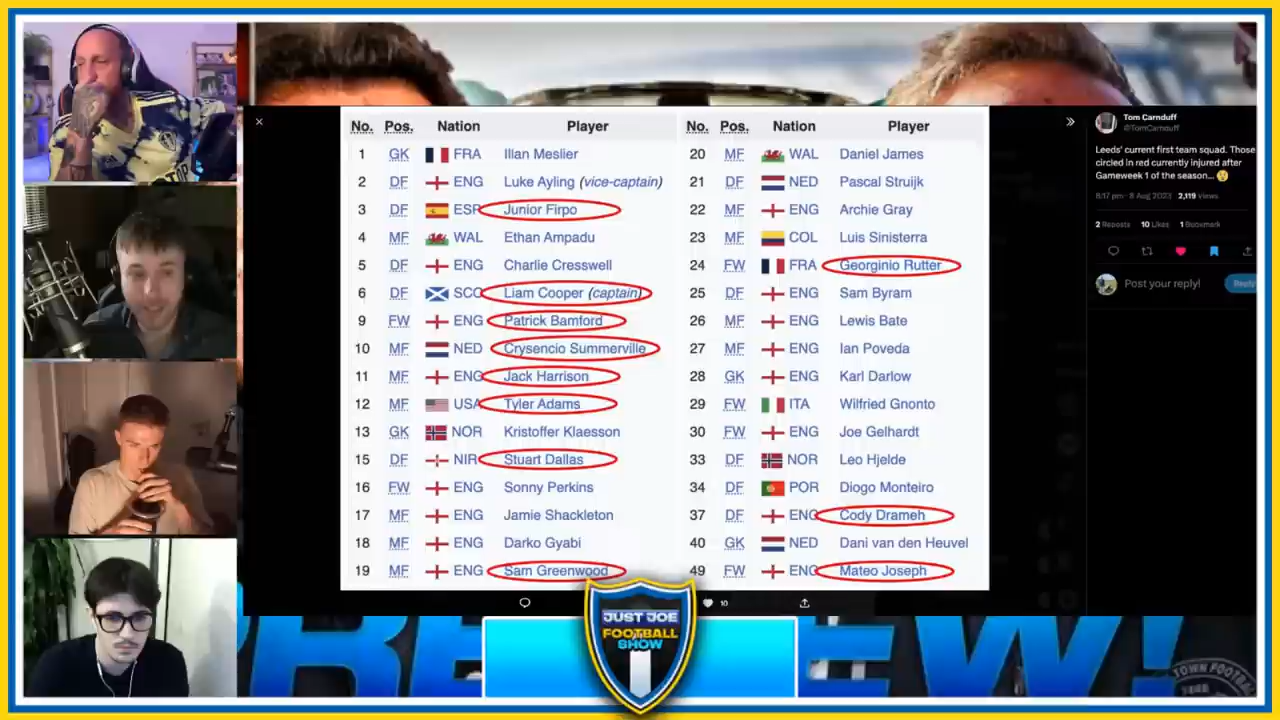 No. Pos. Nation Player
1 GK FRA Illan Meslier
2 DF ENG Luke Ayling (vice-captain)
3 DF ESP Junior Firpo
4 MF WAL Ethan Ampadu
5 DF ENG Charlie Cresswell
6 DF SCO Liam Cooper (captain)
9 FW ENG Patrick Bamford
10 MF NED Crysencio Summerville
11 MF ENG Jack Harrison
12 MF USA Tyler Adams
13 GK NOR Kristoffer Klaesson
15 DF NIR Stuart Dallas
16 FW ENG Sonny Perkins
17 MF ENG Jamie Shackleton
18 MF ENG Darko Gyabi
19 MF ENG Sam Greenwood
No. Pos. Nation Player
20 MF WAL Daniel James
21 DF NED Pascal Struijk
22 MF ENG Archie Gray
23 MF COL Luis Sinisterra
24 FW FRA Georginio Rutter
25 DF ENG Sam Byram
26 MF ENG Lewis Bate
27 MF ENG Ian Poveda
28 GK ENG Karl Darlow
29 FW ITA Wilfried Gnonto
30 FW ENG Joe Gelhardt
33 DF NOR Leo Hjelde
34 DF POR Diogo Monteiro
37 DF ENG Cody Drameh
40 GK NED Dani van den Heuvel
49 FW ENG Mateo Joseph
Tom Carnduff
@TomCarnduff
Leeds' current first team squad. Those
circled in red currently injured after
Gameweek 1 of the season...
8:17 pm · 8 Aug 2023 · 2,119 views
2 Reposts 10 Likes 1 Bookmark
Post your reply!
Reply
10
JUST JOE
FOOTBALL
SHOW
TOWN FOOTBA